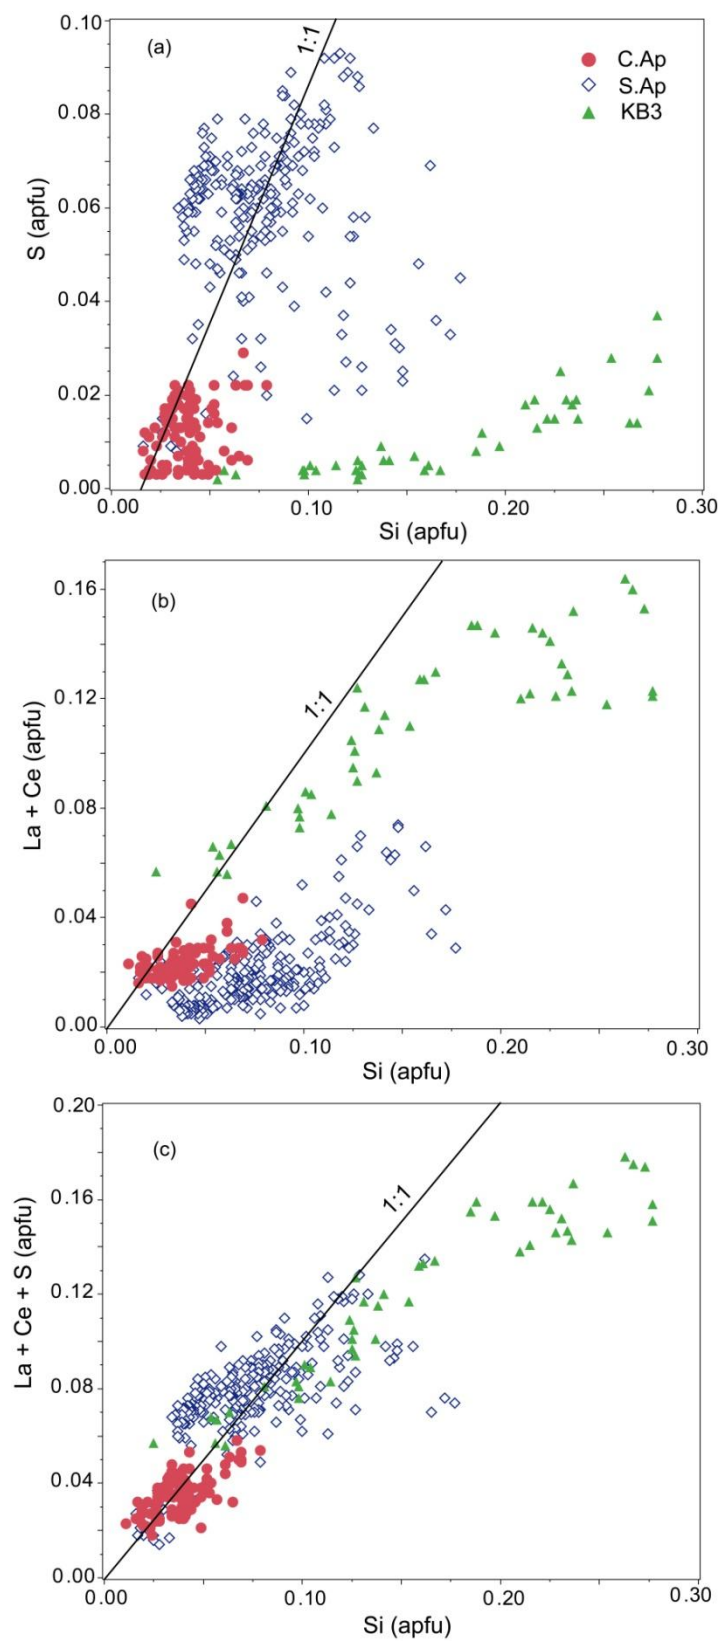 0.10
(a)
1:1
C.Ap
S.Ap
KB3
0.08
0.06
0.04
0.02
0.00
S (apfu)
0.00 0.10 0.20 0.30
Si (apfu)
0.16
(b)
1:1
0.12
0.08
0.04
0.00
La + Ce (apfu)
0.00 0.10 0.20 0.30
Si (apfu)
0.20
(c)
1:1
0.16
0.12
0.08
0.04
0.00
La + Ce + S (apfu)
0.00 0.10 0.20 0.30
Si (apfu)